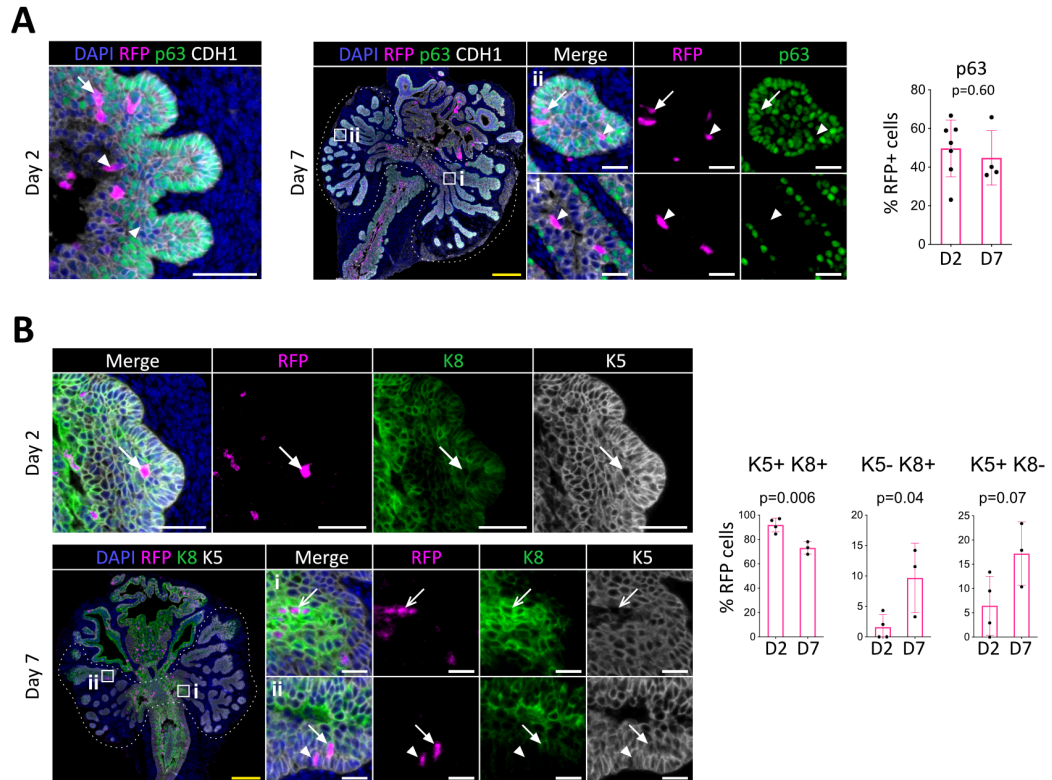 A
DAPI RFP p63 CDH1
Day 2
DAPI RFP p63 CDH1
Merge
RFP
p63
Day 7
ii
i
ii
i
p63
p=0.60
80
60
40
20
0
% RFP+ cells
D2 D7
B
Merge
RFP
K8
K5
Day 2
DAPI RFP K8 K5
Merge
RFP
K8
K5
Day 7
ii
i
i
ii
K5+ K8+
p=0.006
100
80
60
40
20
0
% RFP cells
D2 D7
K5- K8+
p=0.04
25
20
15
10
5
0
D2 D7
K5+ K8-
p=0.07
25
20
15
10
5
0
D2 D7